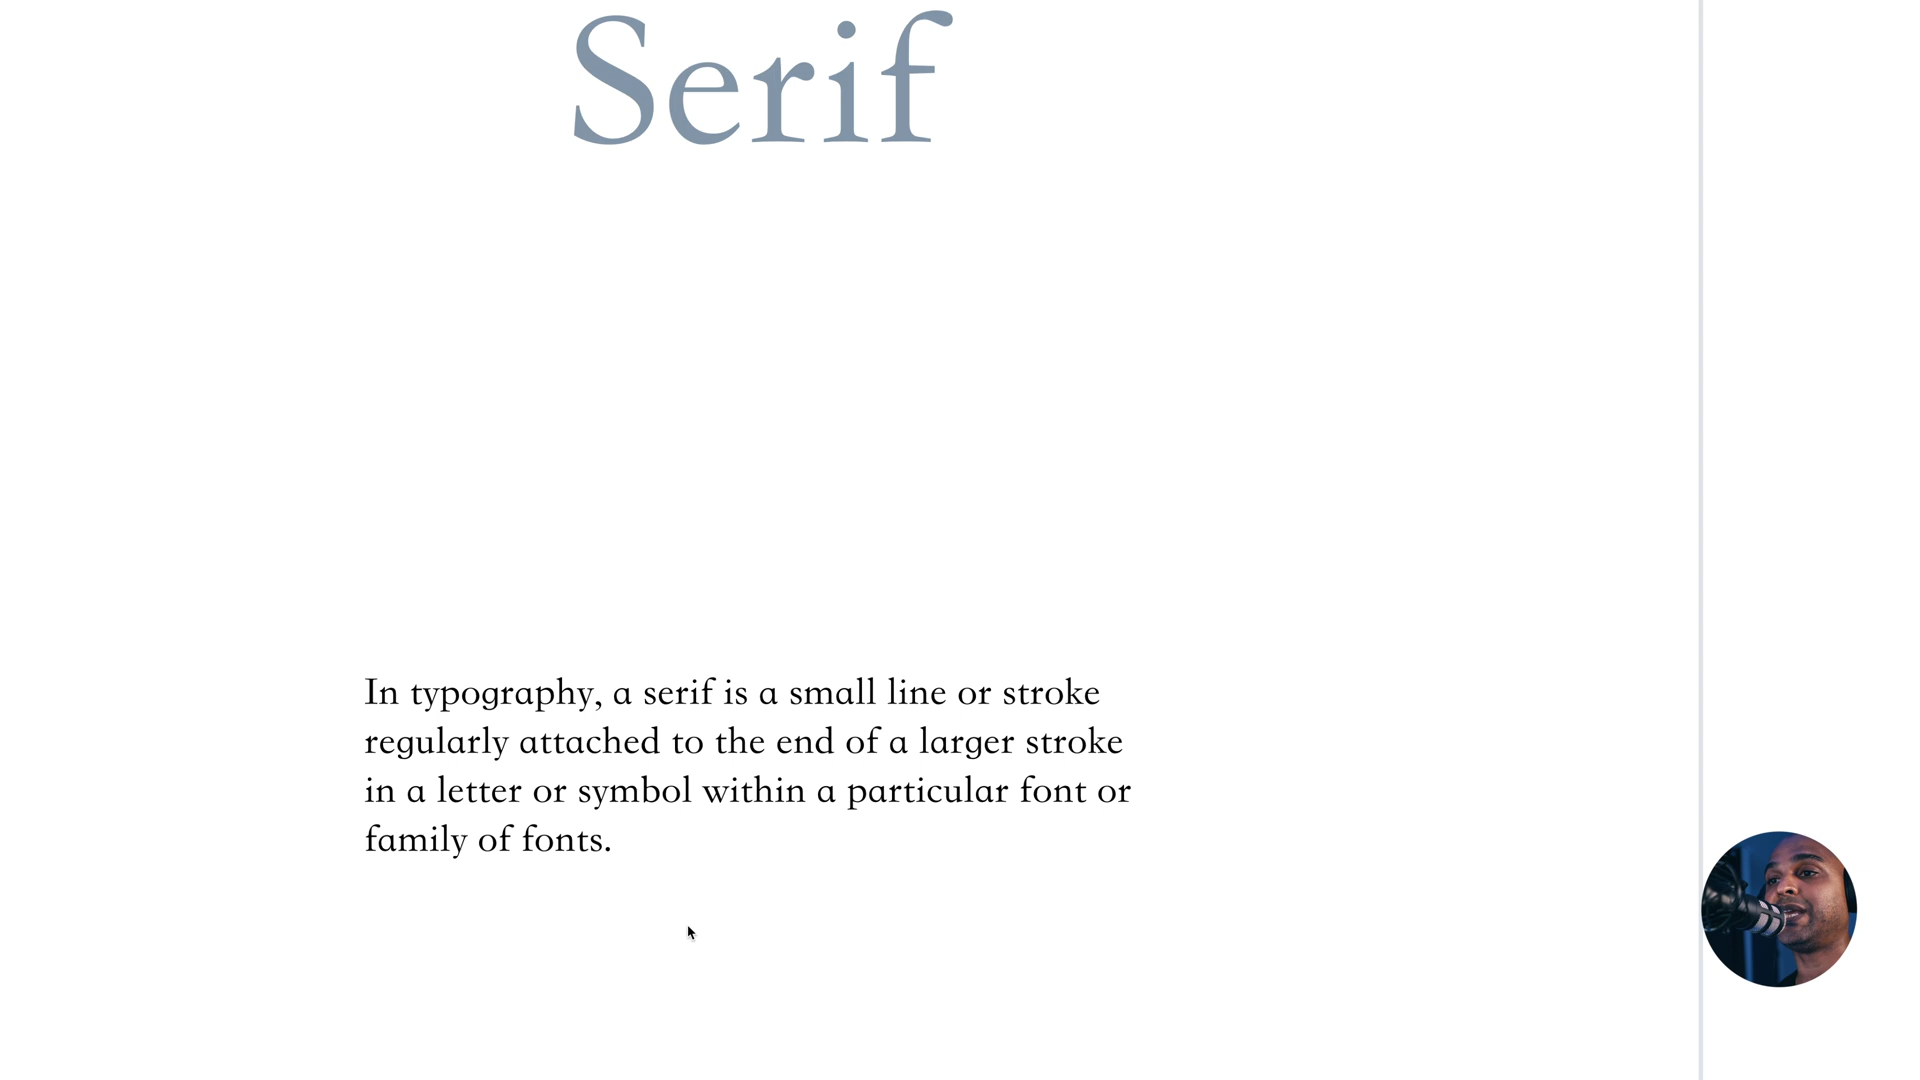 Serif
In typography, a serif is a small line or stroke
regularly attached to the end of a larger stroke
in a letter or symbol within a particular font or
family of fonts.